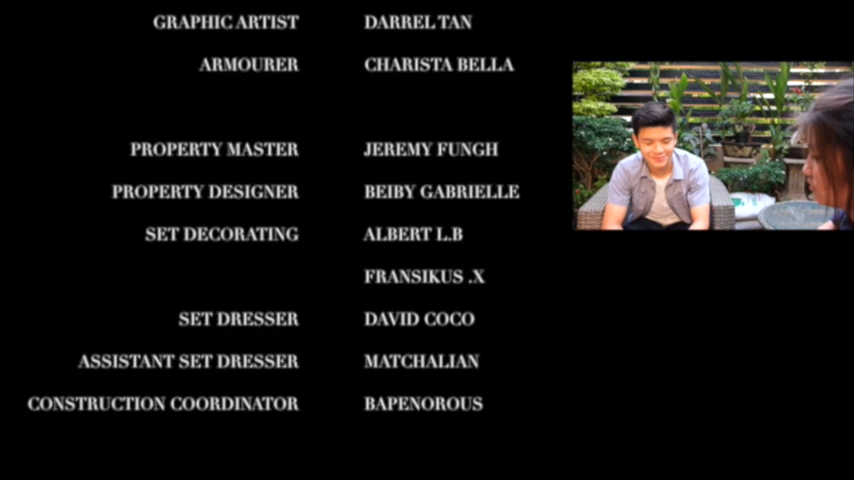 GRAPHIC ARTIST DARREL TAN
ARMOURER CHARISTA BELLA
PROPERTY MASTER JEREMY FUNGH
PROPERTY DESIGNER BEIBY GABRIELLE
SET DECORATING ALBERT L.B
FRANSIKUS .X
SET DRESSER DAVID COCO
ASSISTANT SET DRESSER MATCHALIAN
CONSTRUCTION COORDINATOR BAPENOROUS